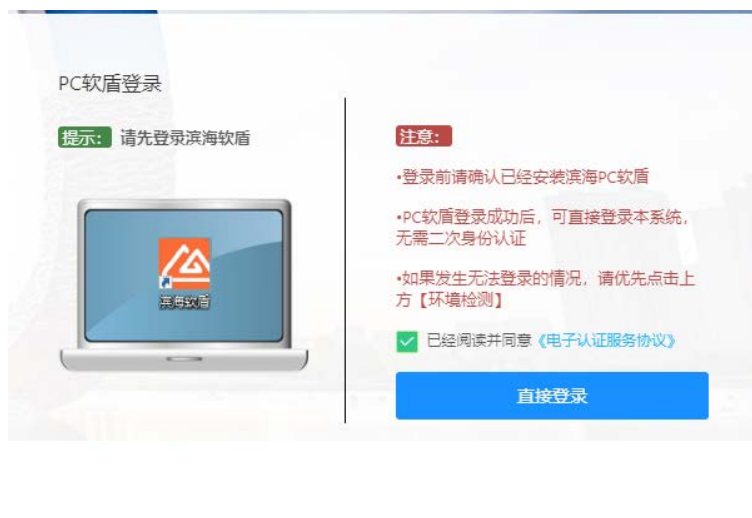 PC软盾登录
提示： 请先登录滨海软盾
滨海软盾
注意：
•登录前请确认已经安装滨海PC软盾
•PC软盾登录成功后，可直接登录本系统，
无需二次身份认证
•如果发生无法登录的情况，请优先点击上
方【环境检测】
已经阅读并同意《电子认证服务协议》
直接登录